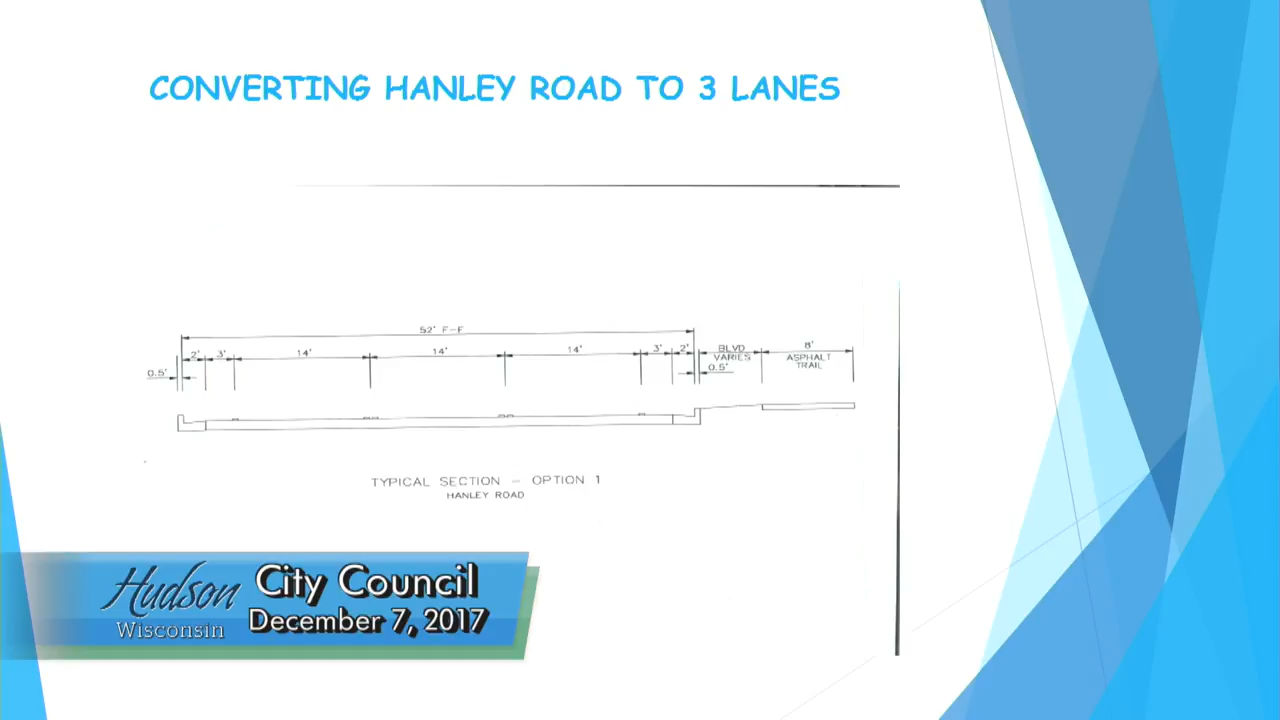 CONVERTING HANLEY ROAD TO 3 LANES
52' F-F
2' 3' 14' 14' 14' 3' 2' BLVD VARIES 8' ASPHALT TRAIL
0.5' 0.5'
TYPICAL SECTION - OPTION 1
HANLEY ROAD
Hudson Wisconsin
City Council
December 7, 2017